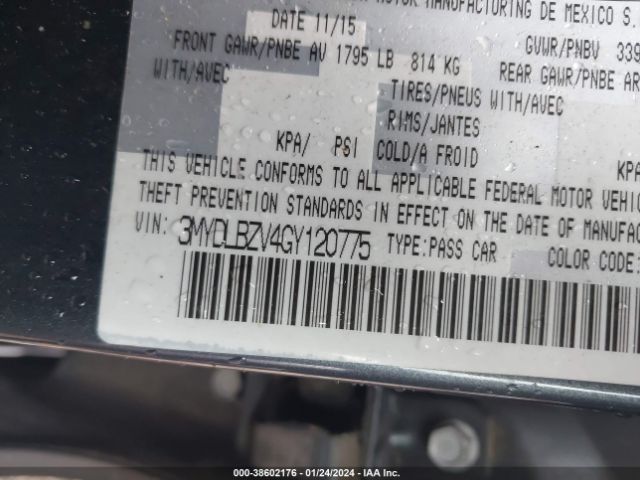 MOTOR MANUFACTURING DE MEXICO S
DATE 11/15
GVWR/PNBV 339
FRONT GAWR/PNBE AV 1795 LB 814 KG
REAR GAWR/PNBE AR
WITH/AVEC
TIRES/PNEUS WITH/AVEC
RIMS/JANTES
KPA/ PSI COLD/A FROID
KPA
THIS VEHICLE CONFORMS TO ALL APPLICABLE FEDERAL MOTOR VEHIC
THEFT PREVENTION STANDARDS IN EFFECT ON THE DATE OF MANUFAC
VIN: 3MYDLBZV4GY120775 TYPE:PASS CAR COLOR CODE:
000-38602176 | 01/24/2024 | IAA Inc.